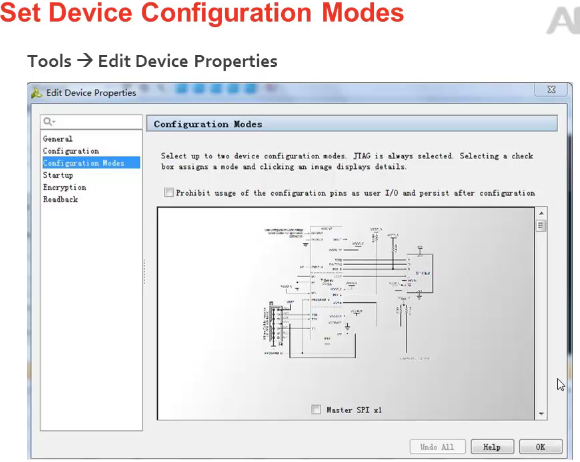 Set Device Configuration Modes
Tools → Edit Device Properties
Edit Device Properties
General
Configuration
Configuration Modes
Startup
Encryption
Readback
Configuration Modes
Select up to two device configuration modes. JTAG is always selected. Selecting a check
box assigns a mode and clicking an image displays details.
Prohibit usage of the configuration pins as user I/O and persist after configuration
Master SPI x1
Undo All
Help
OK